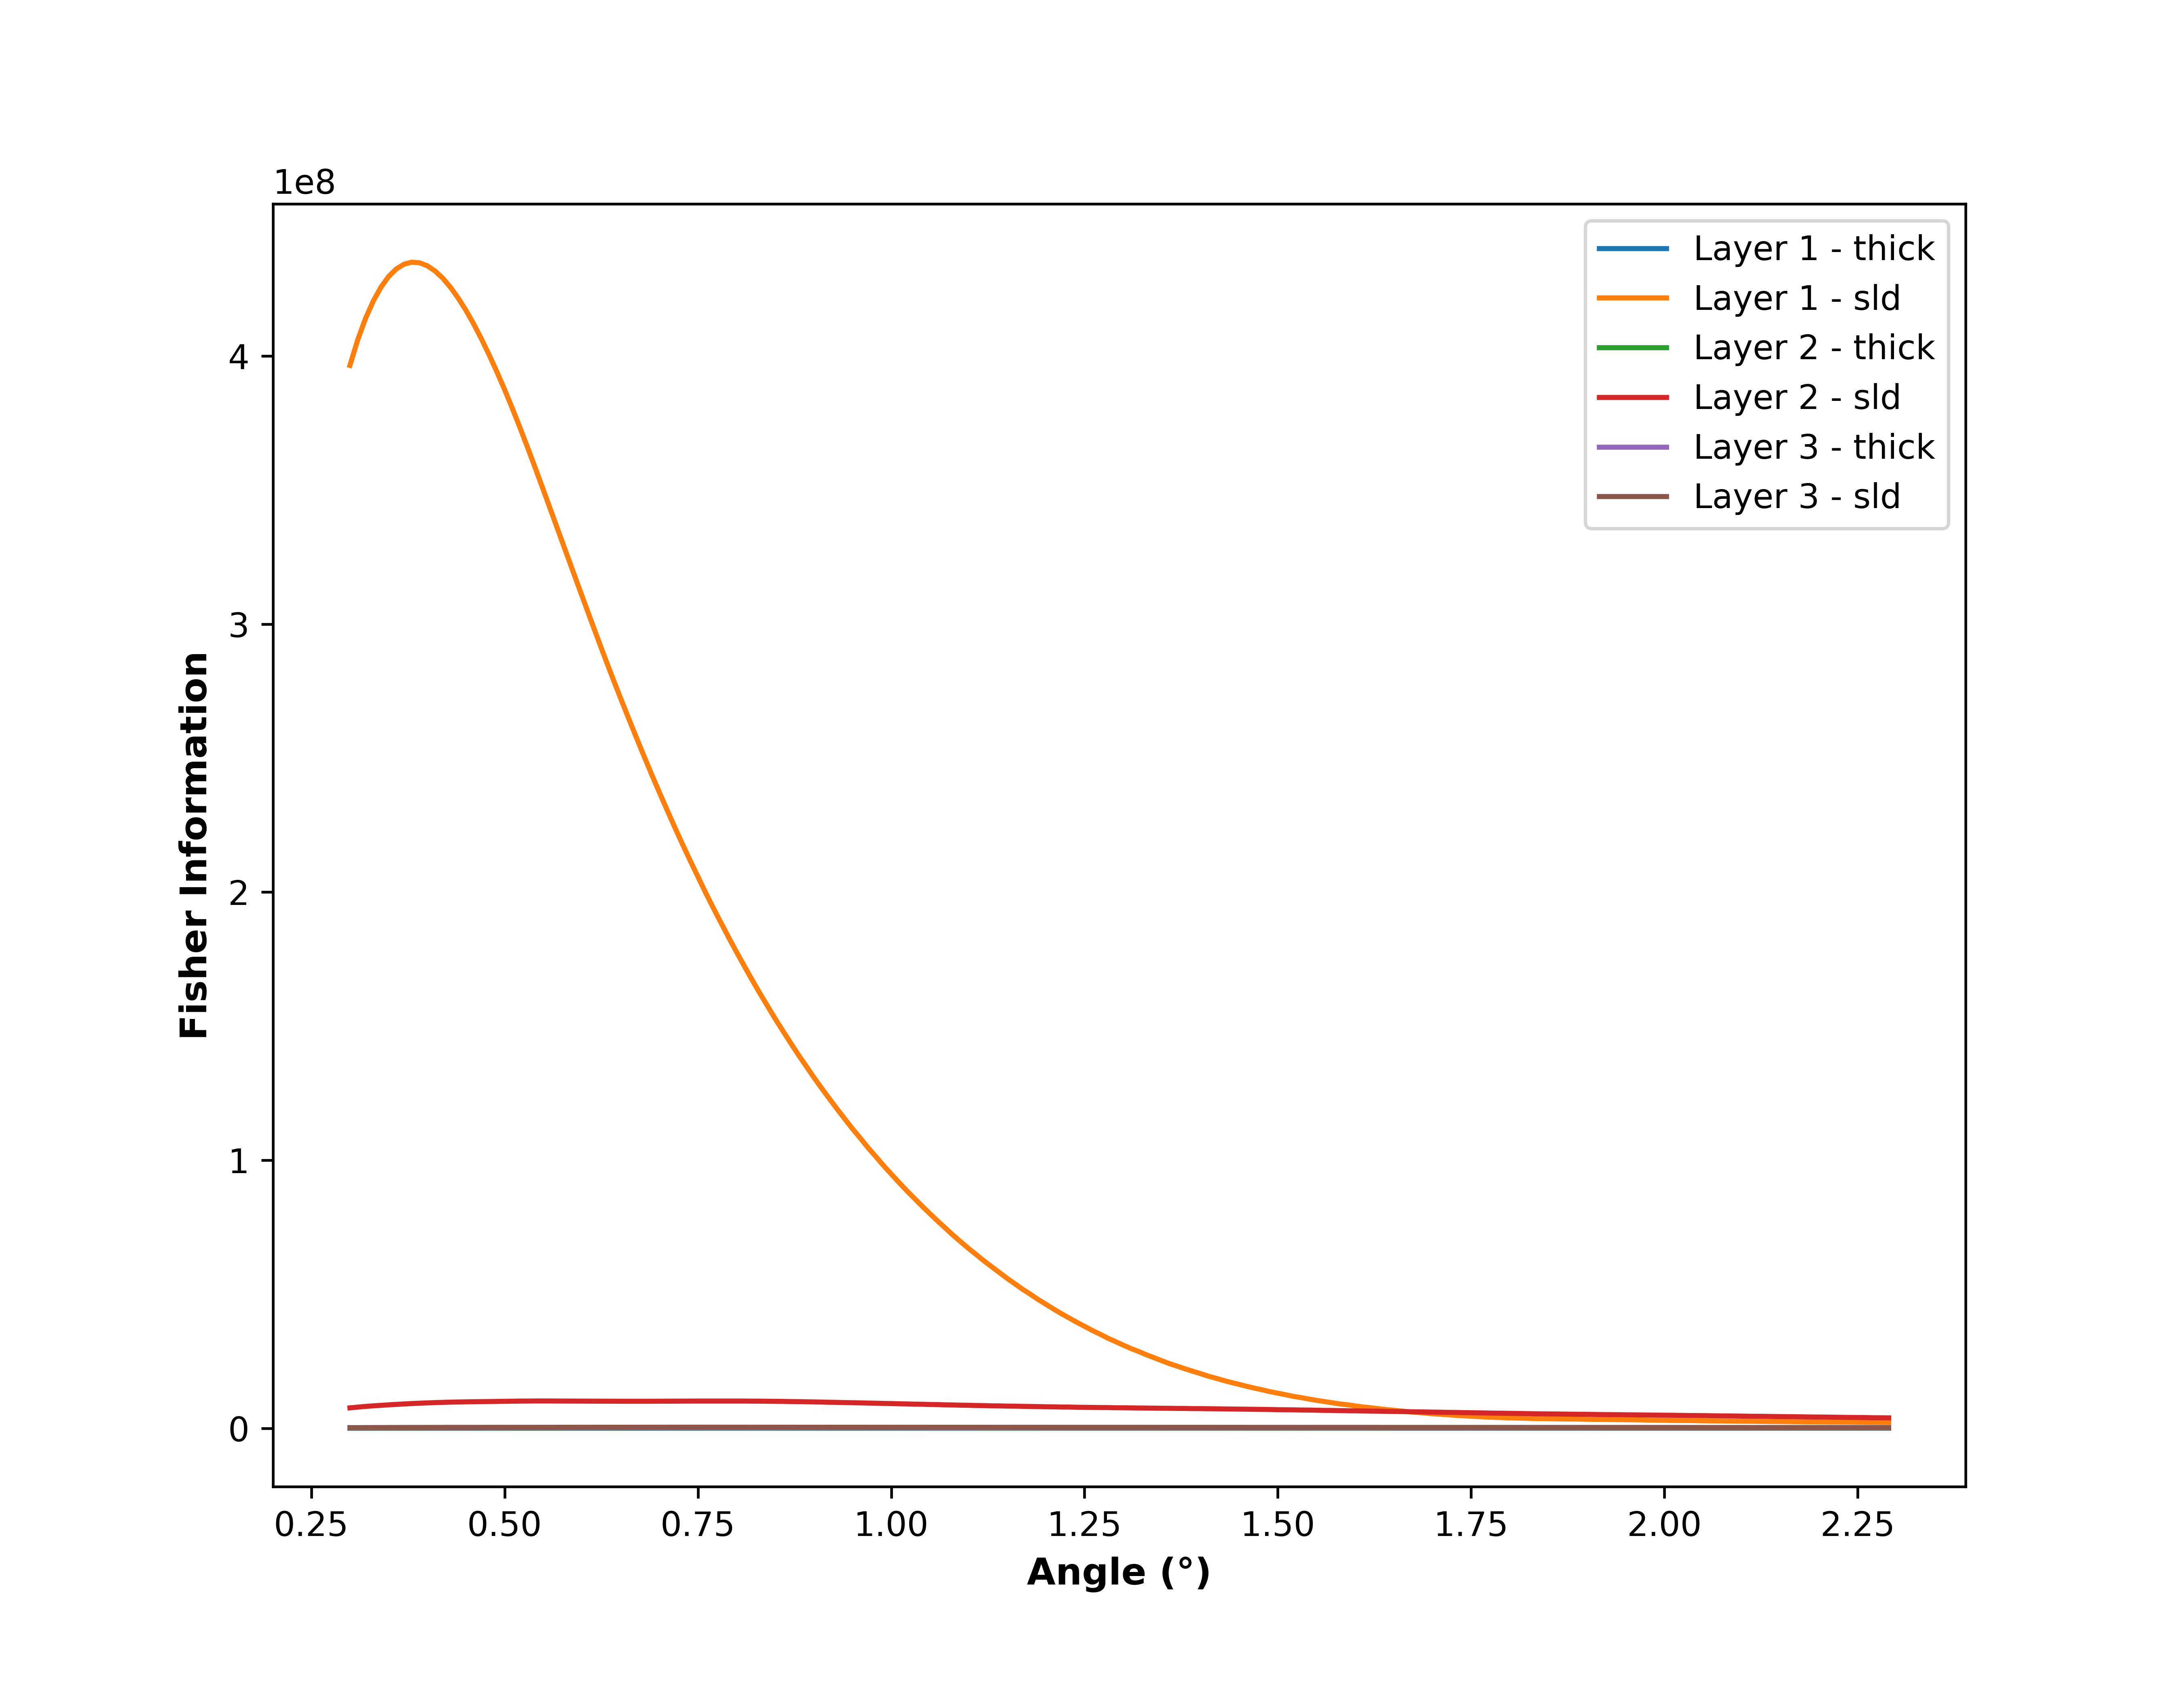 1e8
Layer 1 - thick
Layer 1 - sld
Layer 2 - thick
Layer 2 - sld
Layer 3 - thick
Layer 3 - sld
4
3
2
1
0
Fisher Information
0.25 0.50 0.75 1.00 1.25 1.50 1.75 2.00 2.25
Angle (°)